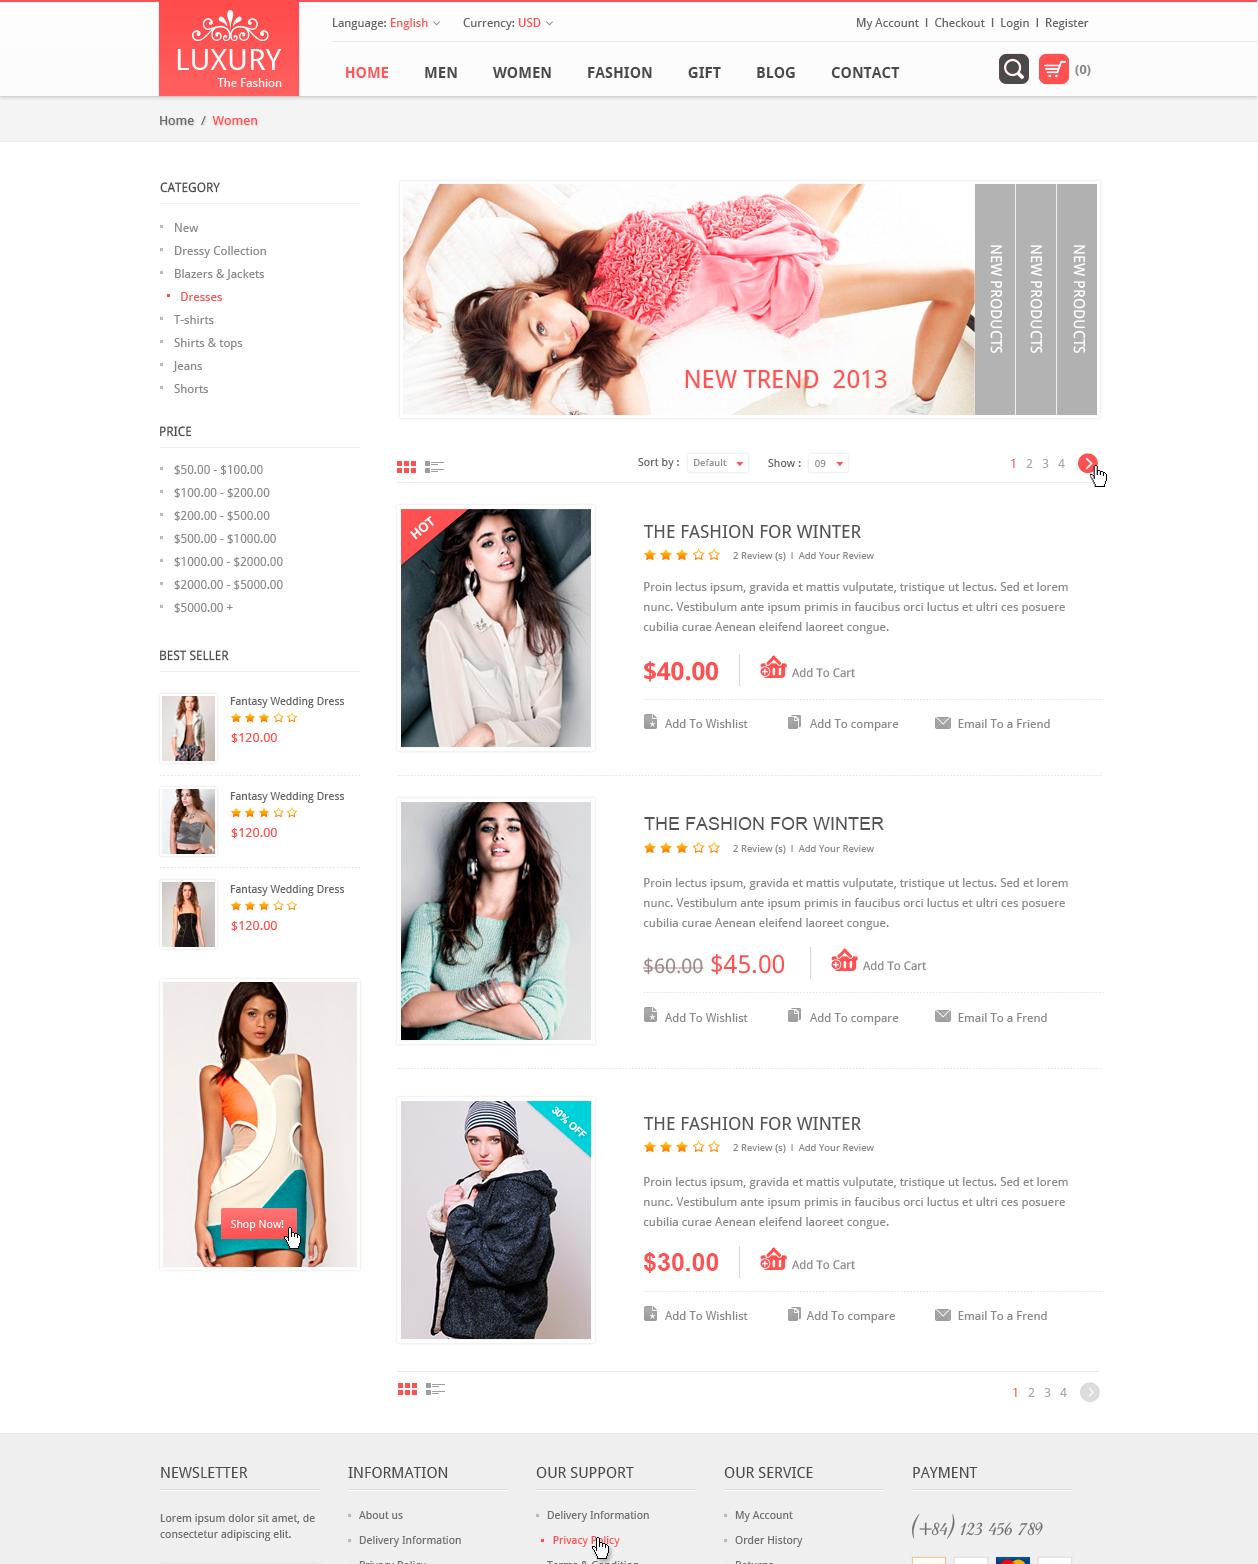 Language: English
Currency: USD
My Account | Checkout | Login | Register
LUXURY
The Fashion
HOME
MEN
WOMEN
FASHION
GIFT
BLOG
CONTACT
(0)
Home / Women
CATEGORY
New
Dressy Collection
Blazers & Jackets
Dresses
T-shirts
Shirts & tops
Jeans
Shorts
PRICE
$50.00 - $100.00
$100.00 - $200.00
$200.00 - $500.00
$500.00 - $1000.00
$1000.00 - $2000.00
$2000.00 - $5000.00
$5000.00 +
BEST SELLER
Fantasy Wedding Dress
$120.00
Fantasy Wedding Dress
$120.00
Fantasy Wedding Dress
$120.00
Shop Now!
NEW TREND 2013
NEW PRODUCTS
NEW PRODUCTS
NEW PRODUCTS
Sort by : Default
Show : 09
1 2 3 4
HOT
THE FASHION FOR WINTER
2 Review (s) | Add Your Review
Proin lectus ipsum, gravida et mattis vulputate, tristique ut lectus. Sed et lorem
nunc. Vestibulum ante ipsum primis in faucibus orci luctus et ultri ces posuere
cubilia curae Aenean eleifend laoreet congue.
$40.00
Add To Cart
Add To Wishlist
Add To compare
Email To a Friend
THE FASHION FOR WINTER
2 Review (s) | Add Your Review
Proin lectus ipsum, gravida et mattis vulputate, tristique ut lectus. Sed et lorem
nunc. Vestibulum ante ipsum primis in faucibus orci luctus et ultri ces posuere
cubilia curae Aenean eleifend laoreet congue.
$60.00 $45.00
Add To Cart
Add To Wishlist
Add To compare
Email To a Frend
30% OFF
THE FASHION FOR WINTER
2 Review (s) | Add Your Review
Proin lectus ipsum, gravida et mattis vulputate, tristique ut lectus. Sed et lorem
nunc. Vestibulum ante ipsum primis in faucibus orci luctus et ultri ces posuere
cubilia curae Aenean eleifend laoreet congue.
$30.00
Add To Cart
Add To Wishlist
Add To compare
Email To a Frend
1 2 3 4
NEWSLETTER
Lorem ipsum dolor sit amet, de
consectetur adipiscing elit.
INFORMATION
About us
Delivery Information
Privacy Policy
OUR SUPPORT
Delivery Information
Privacy Policy
Terms & Condition
OUR SERVICE
My Account
Order History
Returns
PAYMENT
(+84) 123 456 789